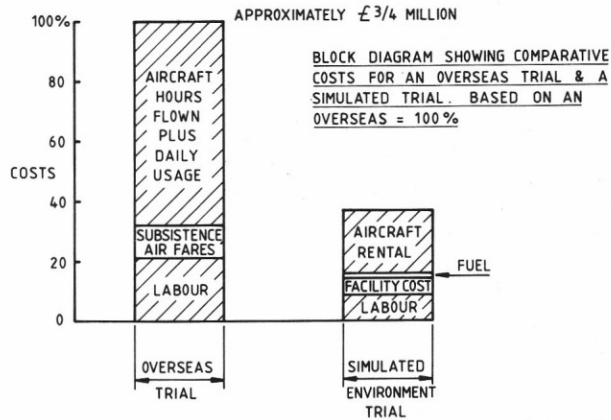 APPROXIMATELY £ 3/4 MILLION
BLOCK DIAGRAM SHOWING COMPARATIVE
COSTS FOR AN OVERSEAS TRIAL & A
SIMULATED TRIAL. BASED ON AN
OVERSEAS = 100 %
100%
80
60
COSTS
40
20
0
AIRCRAFT
HOURS
FLOWN
PLUS
DAILY
USAGE
SUBSISTENCE
AIR FARES
LABOUR
OVERSEAS
TRIAL
AIRCRAFT
RENTAL
FUEL
FACILITY COST
LABOUR
SIMULATED
ENVIRONMENT
TRIAL